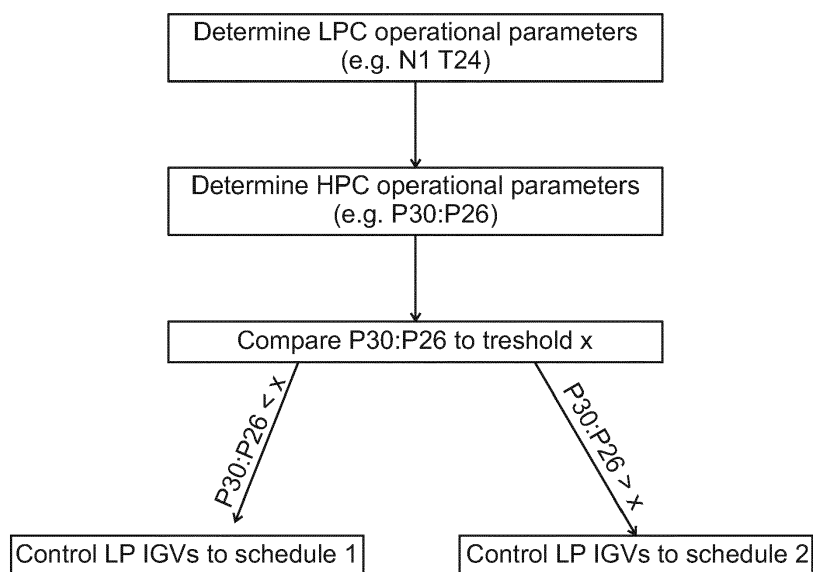 Determine LPC operational parameters
(e.g. N1 T24)
Determine HPC operational parameters
(e.g. P30:P26)
Compare P30:P26 to treshold x
P30:P26 < x
P30:P26 > x
Control LP IGVs to schedule 1
Control LP IGVs to schedule 2